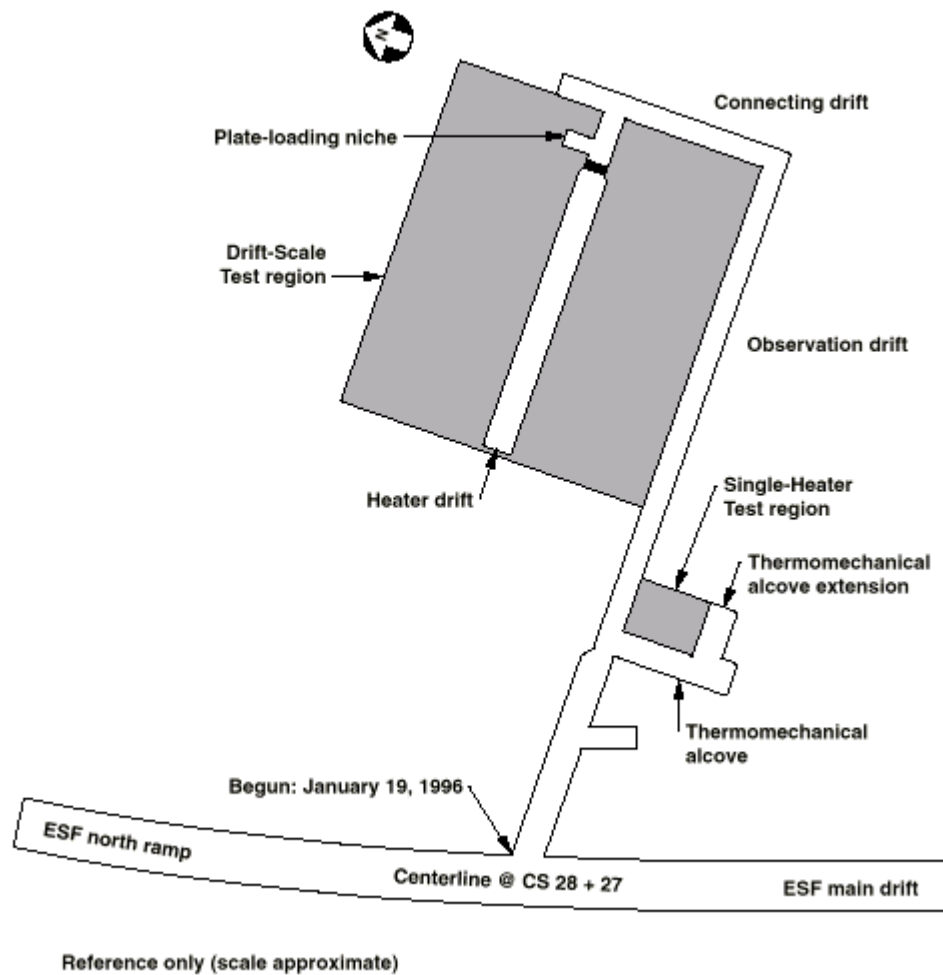 N
Connecting drift
Plate-loading niche
Drift-Scale
Test region
Observation drift
Heater drift
Single-Heater
Test region
Thermomechanical
alcove extension
Thermomechanical
alcove
Begun: January 19, 1996
ESF north ramp
Centerline @ CS 28 + 27
ESF main drift
Reference only (scale approximate)